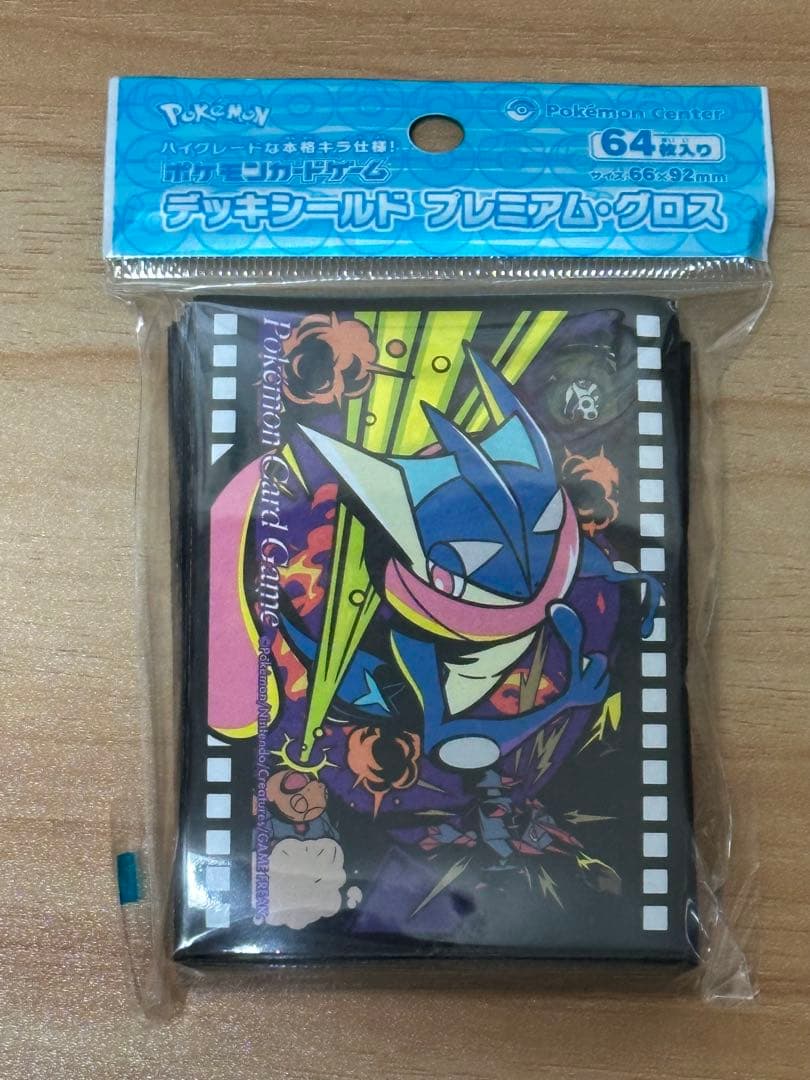 POKéMON
Pokémon Center
ハイグレードな本格キラ仕様!
64枚入り
ポケモンカードゲーム
サイズ:66×92mm
デッキシールド プレミアム・グロス
Pokémon Card Game
©Pokémon/Nintendo/Creatures/GAME FREAK